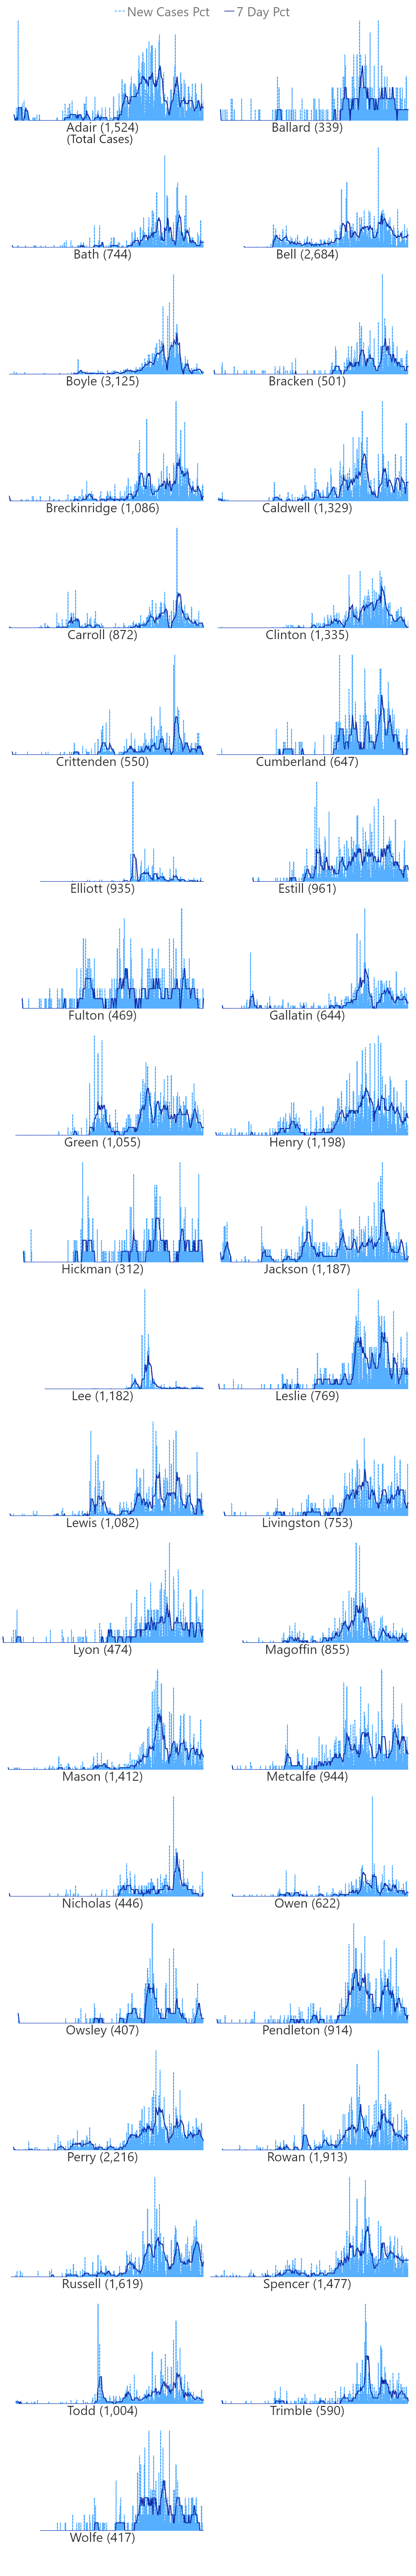 New Cases Pct 7 Day Pct
Adair (1,524) Ballard (339)
(Total Cases)
Bath (744) Bell (2,684)
Boyle (3,125) Bracken (501)
Breckinridge (1,086) Caldwell (1,329)
Carroll (872) Clinton (1,335)
Crittenden (550) Cumberland (647)
Elliott (935) Estill (961)
Fulton (469) Gallatin (644)
Green (1,055) Henry (1,198)
Hickman (312) Jackson (1,187)
Lee (1,182) Leslie (769)
Lewis (1,082) Livingston (753)
Lyon (474) Magoffin (855)
Mason (1,412) Metcalfe (944)
Nicholas (446) Owen (622)
Owsley (407) Pendleton (914)
Perry (2,216) Rowan (1,913)
Russell (1,619) Spencer (1,477)
Todd (1,004) Trimble (590)
Wolfe (417)